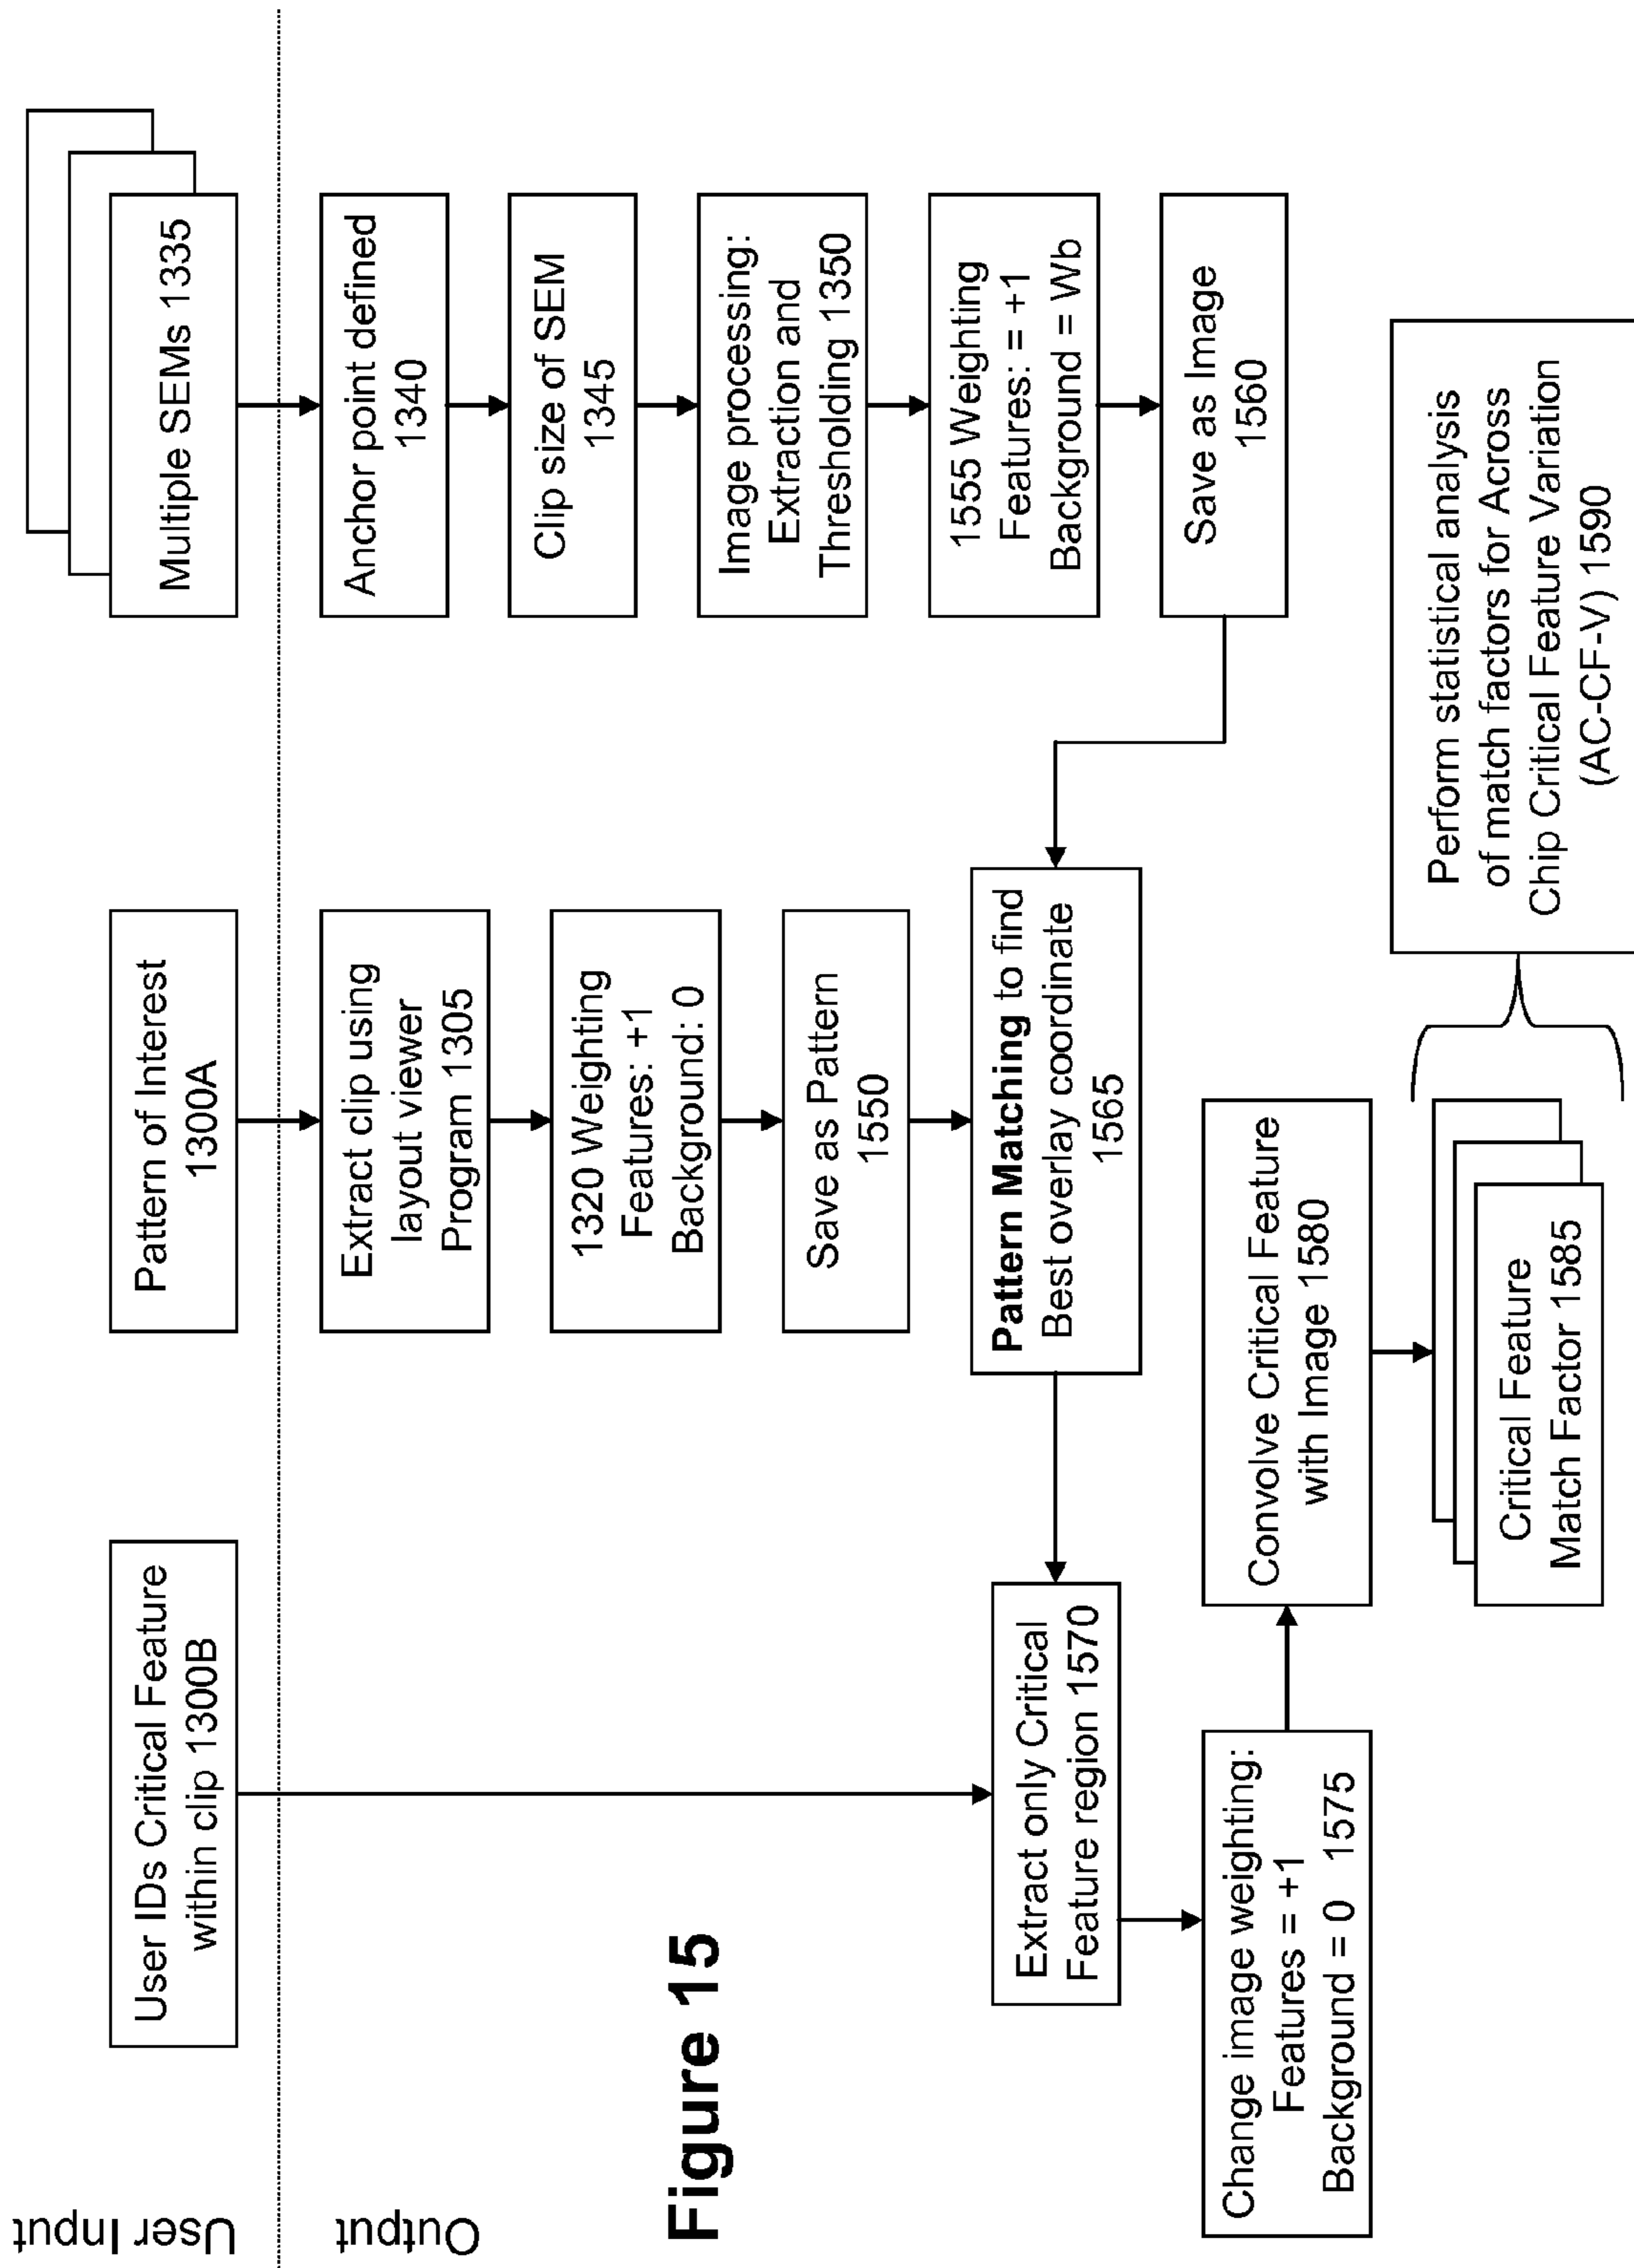 User Input
User IDs Critical Feature
within clip 1300B
Pattern of Interest
1300A
Multiple SEMs 1335
Output
Extract clip using
layout viewer
Program 1305
1320 Weighting
Features: +1
Background: 0
Save as Pattern
1550
Anchor point defined
1340
Clip size of SEM
1345
Image processing:
Extraction and
Thresholding 1350
1555 Weighting
Features: = +1
Background = Wb
Save as Image
1560
Figure 15
Pattern Matching to find
Best overlay coordinate
1565
Extract only Critical
Feature region 1570
Change image weighting:
Features = +1
Background = 0 1575
Convolve Critical Feature
with Image 1580
Critical Feature
Match Factor 1585
Perform statistical analysis
of match factors for Across
Chip Critical Feature Variation
(AC-CF-V) 1590